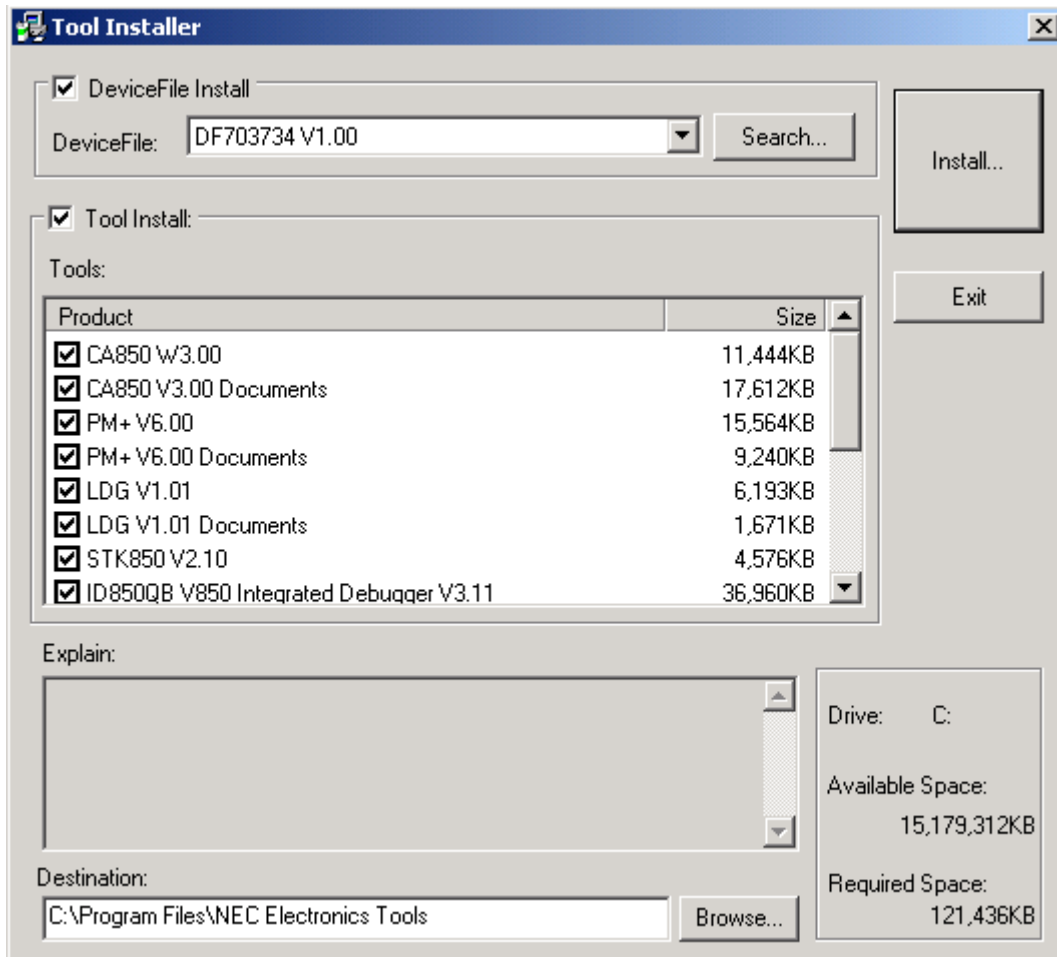 Tool Installer
DeviceFile Install
DeviceFile: DF703734 V1.00 Search...
Install...
Tool Install:
Tools:
Exit
Product Size
CA850 W3.00 11,444KB
CA850 V3.00 Documents 17,612KB
PM+ V6.00 15,564KB
PM+ V6.00 Documents 9,240KB
LDG V1.01 6,193KB
LDG V1.01 Documents 1,671KB
STK850 V2.10 4,576KB
ID850QB V850 Integrated Debugger V3.11 36,960KB
Explain:
Drive: C:
Available Space:
15,179,312KB
Destination:
C:\Program Files\NEC Electronics Tools Browse...
Required Space:
121,436KB